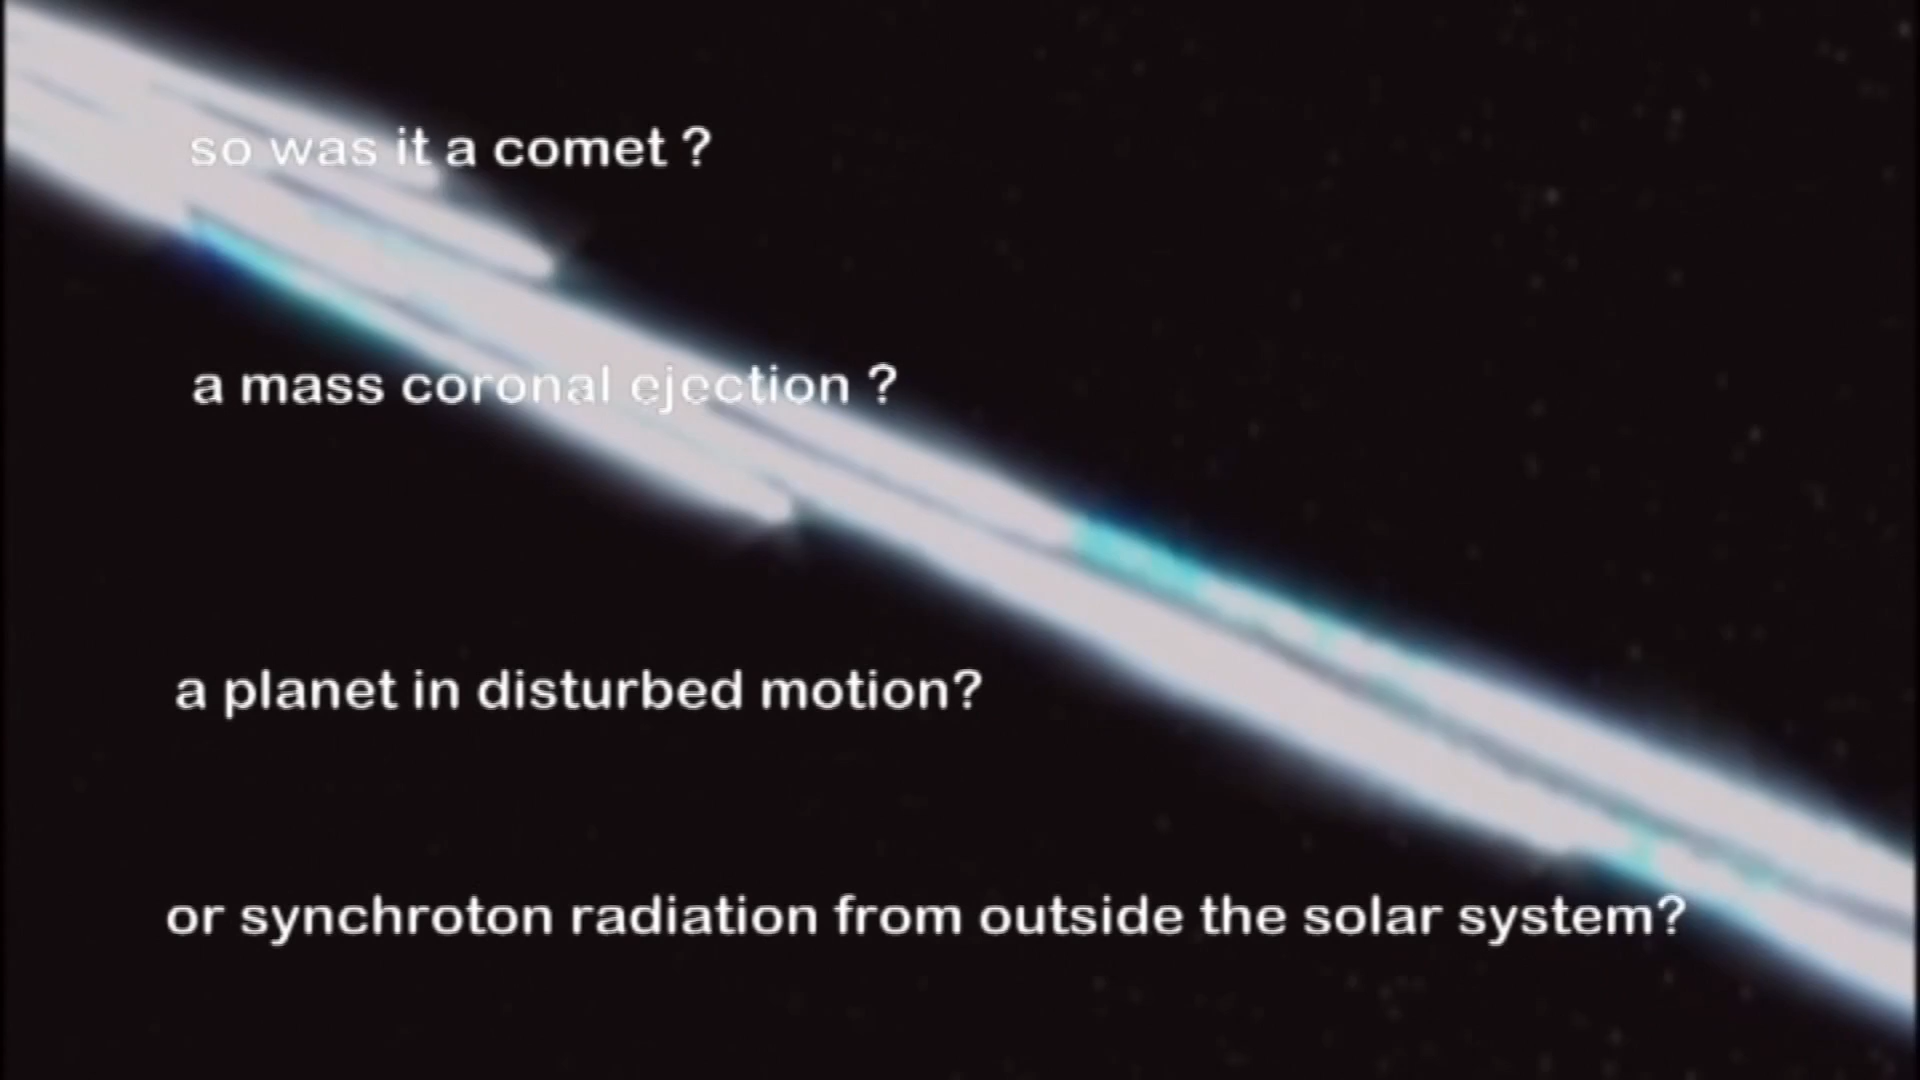 so was it a comet ?
a mass coronal ejection ?
a planet in disturbed motion?
or synchroton radiation from outside the solar system?